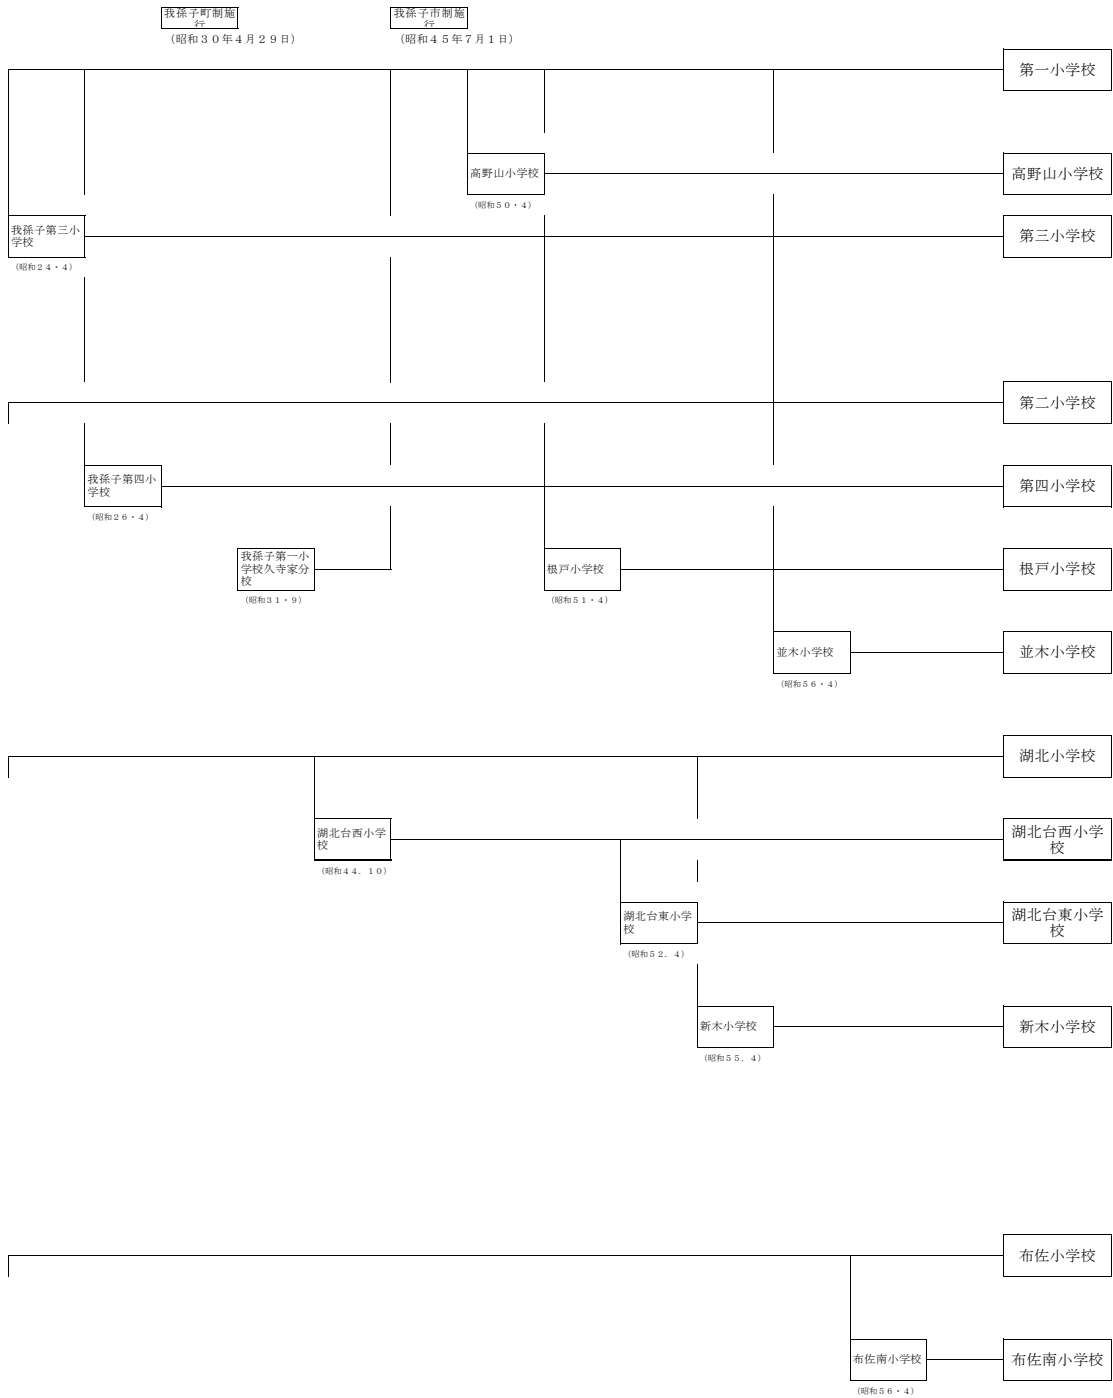 我孫子町制施
行
我孫子市制施
行
（昭和３０年４月２９日）
（昭和４５年７月１日）
第一小学校
高野山小学校
高野山小学校
（昭和５０・４）
我孫子第三小
学校
第三小学校
（昭和２４・４）
第二小学校
我孫子第四小
学校
第四小学校
（昭和２６・４）
我孫子第一小
学校久寺家分
校
根戸小学校
根戸小学校
（昭和３１・９）
（昭和５１・４）
並木小学校
並木小学校
（昭和５６・４）
湖北小学校
湖北台西小学
校
湖北台西小学
校
（昭和４４．１０）
湖北台東小学
校
湖北台東小学
校
（昭和５２．４）
新木小学校
新木小学校
（昭和５５．４）
布佐小学校
布佐南小学校
布佐南小学校
（昭和５６・４）